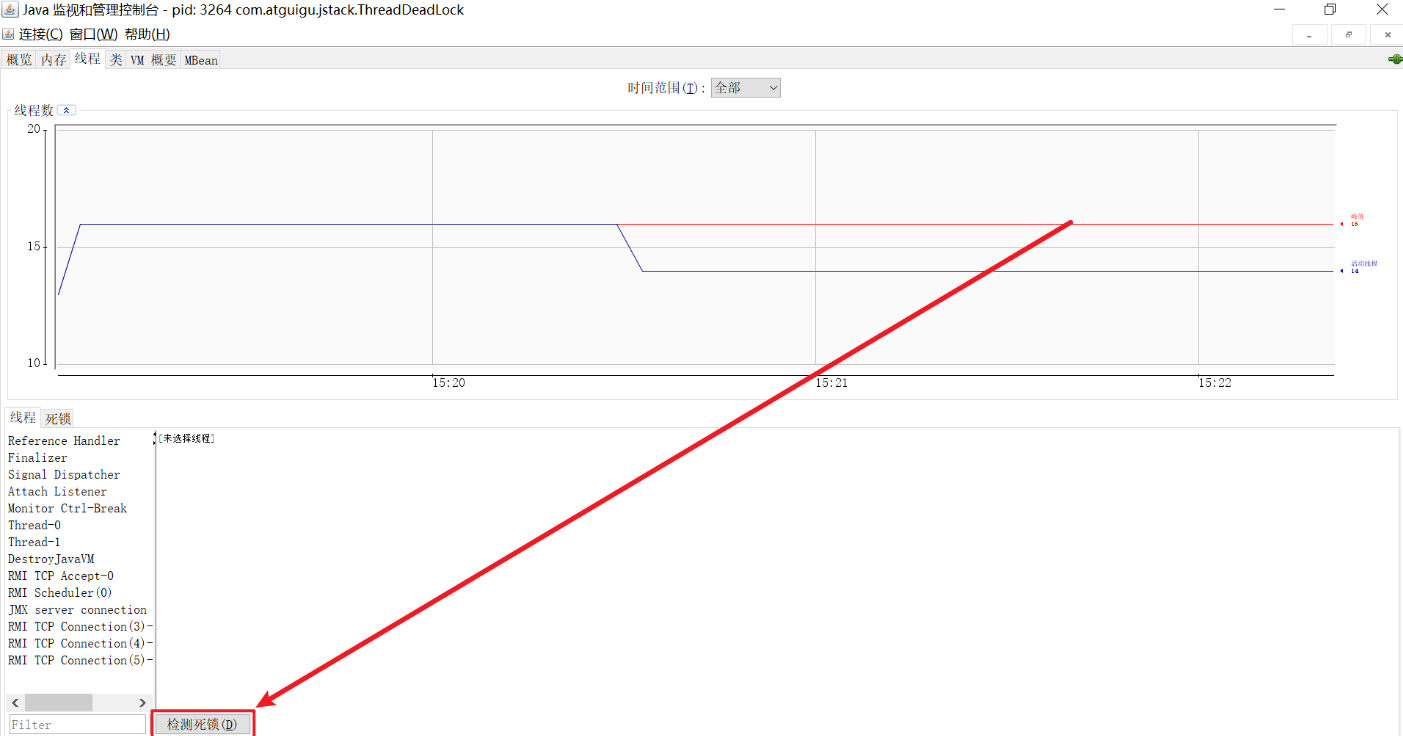 Java 监视和管理控制台 - pid: 3264 com.atguigu.jstack.ThreadDeadLock
连接(C) 窗口(W) 帮助(H)
概览 内存 线程 类 VM 概要 MBean
时间范围(T): 全部
线程数
20
15
10
峰值
16
活动线程
14
15:20 15:21 15:22
线程 死锁
Reference Handler
Finalizer
Signal Dispatcher
Attach Listener
Monitor Ctrl-Break
Thread-0
Thread-1
DestroyJavaVM
RMI TCP Accept-0
RMI Scheduler(0)
JMX server connection
RMI TCP Connection(3)-
RMI TCP Connection(4)-
RMI TCP Connection(5)-
[未选择线程]
Filter
检测死锁(D)